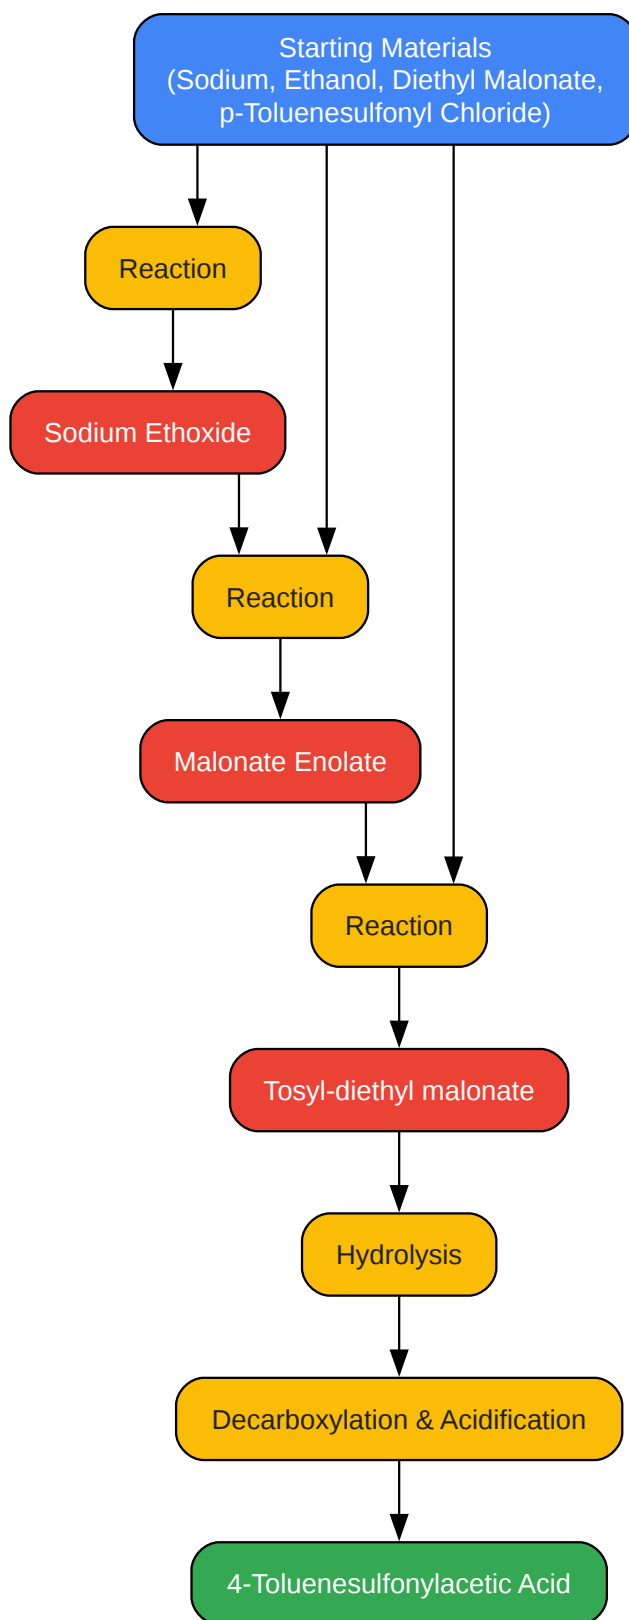 Starting Materials
(Sodium, Ethanol, Diethyl Malonate,
p-Toluenesulfonyl Chloride)
Reaction
Sodium Ethoxide
Reaction
Malonate Enolate
Reaction
Tosyl-diethyl malonate
Hydrolysis
Decarboxylation & Acidification
4-Toluenesulfonylacetic Acid